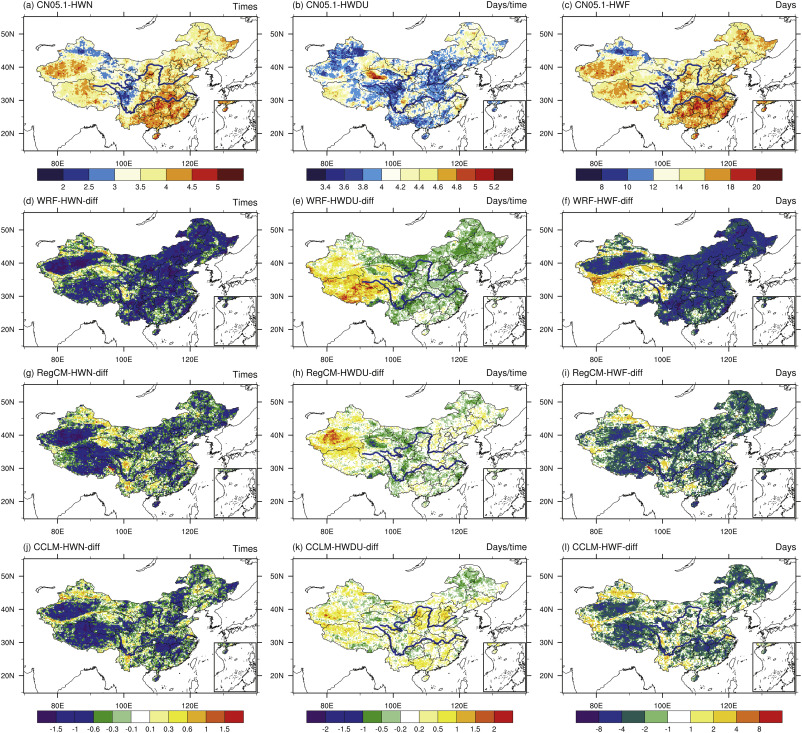 (a) CN05.1-HWN Times (b) CN05.1-HWDU Days/time (c) CN05.1-HWF Days
50N 50N 50N
40N 40N 40N
30N 30N 30N
20N 20N 20N
80E 100E 120E 80E 100E 120E 80E 100E 120E
2 2.5 3 3.5 4 4.5 5 3.4 3.6 3.8 4 4.2 4.4 4.6 4.8 5 5.2 8 10 12 14 16 18 20
(d) WRF-HWN-diff Times (e) WRF-HWDU-diff Days/time (f) WRF-HWF-diff Days
50N 50N 50N
40N 40N 40N
30N 30N 30N
20N 20N 20N
80E 100E 120E 80E 100E 120E 80E 100E 120E
(g) RegCM-HWN-diff Times (h) RegCM-HWDU-diff Days/time (i) RegCM-HWF-diff Days
50N 50N 50N
40N 40N 40N
30N 30N 30N
20N 20N 20N
80E 100E 120E 80E 100E 120E 80E 100E 120E
(j) CCLM-HWN-diff Times (k) CCLM-HWDU-diff Days/time (l) CCLM-HWF-diff Days
50N 50N 50N
40N 40N 40N
30N 30N 30N
20N 20N 20N
80E 100E 120E 80E 100E 120E 80E 100E 120E
-1.5 -1 -0.6 -0.3 -0.1 0.1 0.3 0.6 1 1.5 -2 -1.5 -1 -0.5 -0.2 0.2 0.5 1 1.5 2 -8 -4 -2 -1 1 2 4 8